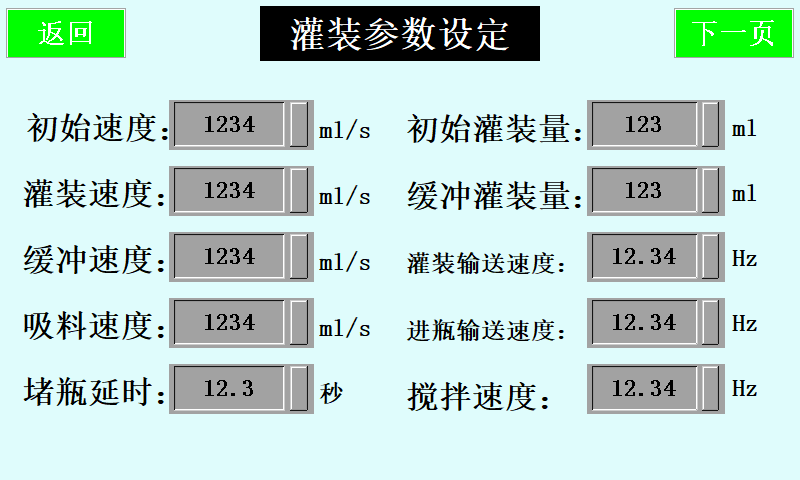 返回 灌装参数设定 下一页
初始速度: 1234 ml/s 初始灌装量: 123 ml
灌装速度: 1234 ml/s 缓冲灌装量: 123 ml
缓冲速度: 1234 ml/s 灌装输送速度: 12.34 Hz
吸料速度: 1234 ml/s 进瓶输送速度: 12.34 Hz
堵瓶延时: 12.3 秒 搅拌速度: 12.34 Hz